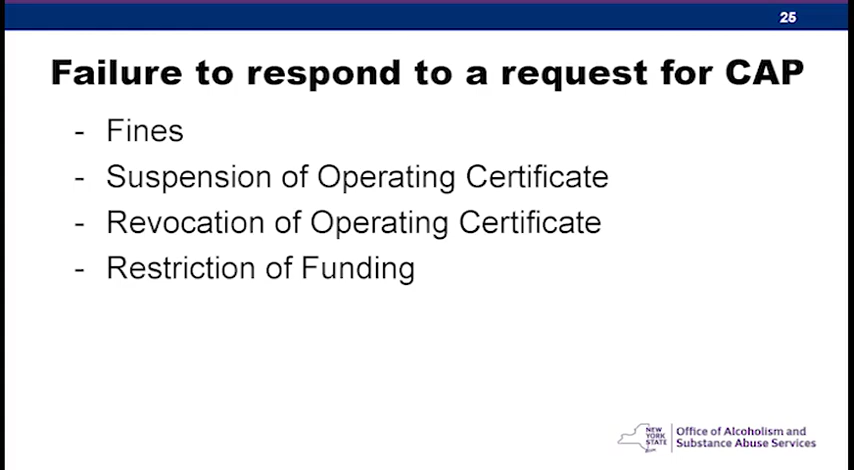 25
Failure to respond to a request for CAP
- Fines
- Suspension of Operating Certificate
- Revocation of Operating Certificate
- Restriction of Funding
NEW
YORK
STATE
Office of Alcoholism and
Substance Abuse Services